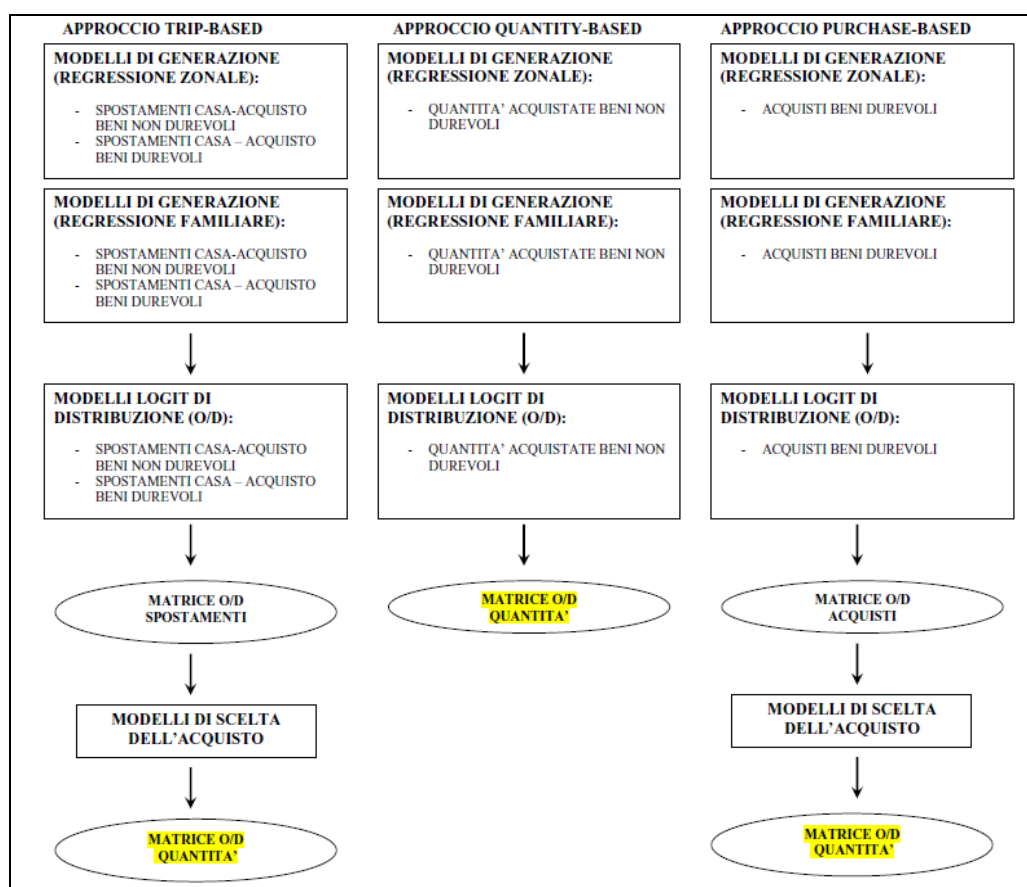 APPROCCIO TRIP-BASED
MODELLI DI GENERAZIONE
(REGRESSIONE ZONALE):
- SPOSTAMENTI CASA-ACQUISTO
BENI NON DUREVOLI
- SPOSTAMENTI CASA – ACQUISTO
BENI DUREVOLI
MODELLI DI GENERAZIONE
(REGRESSIONE FAMILIARE):
- SPOSTAMENTI CASA-ACQUISTO
BENI NON DUREVOLI
- SPOSTAMENTI CASA – ACQUISTO
BENI DUREVOLI
MODELLI LOGIT DI
DISTRIBUZIONE (O/D):
- SPOSTAMENTI CASA-ACQUISTO
BENI NON DUREVOLI
- SPOSTAMENTI CASA – ACQUISTO
BENI DUREVOLI
MATRICE O/D
SPOSTAMENTI
MODELLI DI SCELTA
DELL’ACQUISTO
MATRICE O/D
QUANTITA’
APPROCCIO QUANTITY-BASED
MODELLI DI GENERAZIONE
(REGRESSIONE ZONALE):
- QUANTITA’ ACQUISTATE BENI NON
DUREVOLI
MODELLI DI GENERAZIONE
(REGRESSIONE FAMILIARE):
- QUANTITA’ ACQUISTATE BENI NON
DUREVOLI
MODELLI LOGIT DI
DISTRIBUZIONE (O/D):
- QUANTITA’ ACQUISTATE BENI NON
DUREVOLI
MATRICE O/D
QUANTITA’
APPROCCIO PURCHASE-BASED
MODELLI DI GENERAZIONE
(REGRESSIONE ZONALE):
- ACQUISTI BENI DUREVOLI
MODELLI DI GENERAZIONE
(REGRESSIONE FAMILIARE):
- ACQUISTI BENI DUREVOLI
MODELLI LOGIT DI
DISTRIBUZIONE (O/D):
- ACQUISTI BENI DUREVOLI
MATRICE O/D
ACQUISTI
MODELLI DI SCELTA
DELL’ACQUISTO
MATRICE O/D
QUANTITA’